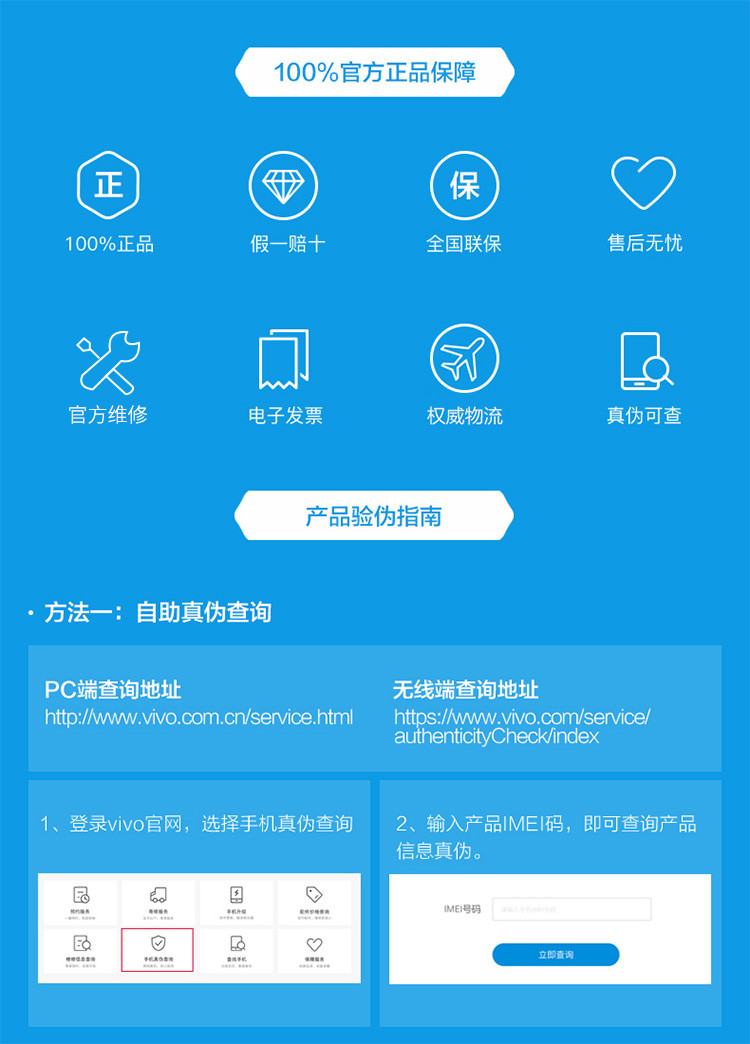 100%官方正品保障
正
保
100%正品
假一赔十
全国联保
售后无忧
官方维修
电子发票
权威物流
真伪可查
产品验伪指南
· 方法一：自助真伪查询
PC端查询地址
http://www.vivo.com.cn/service.html
无线端查询地址
https://www.vivo.com/service/
authenticityCheck/index
1、登录vivo官网，选择手机真伪查询
预约服务
寄修服务
手机升级
配件价格查询
维修信息查询
手机真伪查询
查找手机
保障服务
2、输入产品IMEI码，即可查询产品
信息真伪。
IMEI号码
立即查询